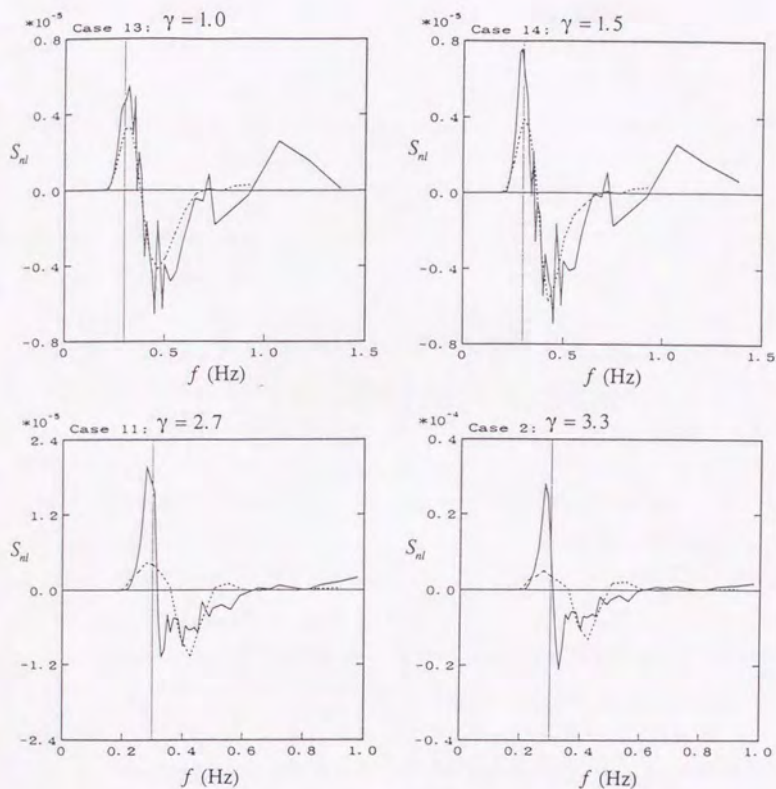 *10⁻⁵ Case 13: γ = 1.0
0.8
0.4
S_nl
0.0
-0.4
-0.8
0 0.5 1.0 1.5
f (Hz)
*10⁻⁵ Case 14: γ = 1.5
0.8
0.4
S_nl
0.0
-0.4
-0.8
0 0.5 1.0 1.5
f (Hz)
*10⁻⁵ Case 11: γ = 2.7
2.4
1.2
S_nl
0.0
-1.2
-2.4
0 0.2 0.4 0.6 0.8 1.0
f (Hz)
*10⁻⁴ Case 2: γ = 3.3
0.4
0.2
S_nl
0.0
-0.2
-0.4
0 0.2 0.4 0.6 0.8 1.0
f (Hz)